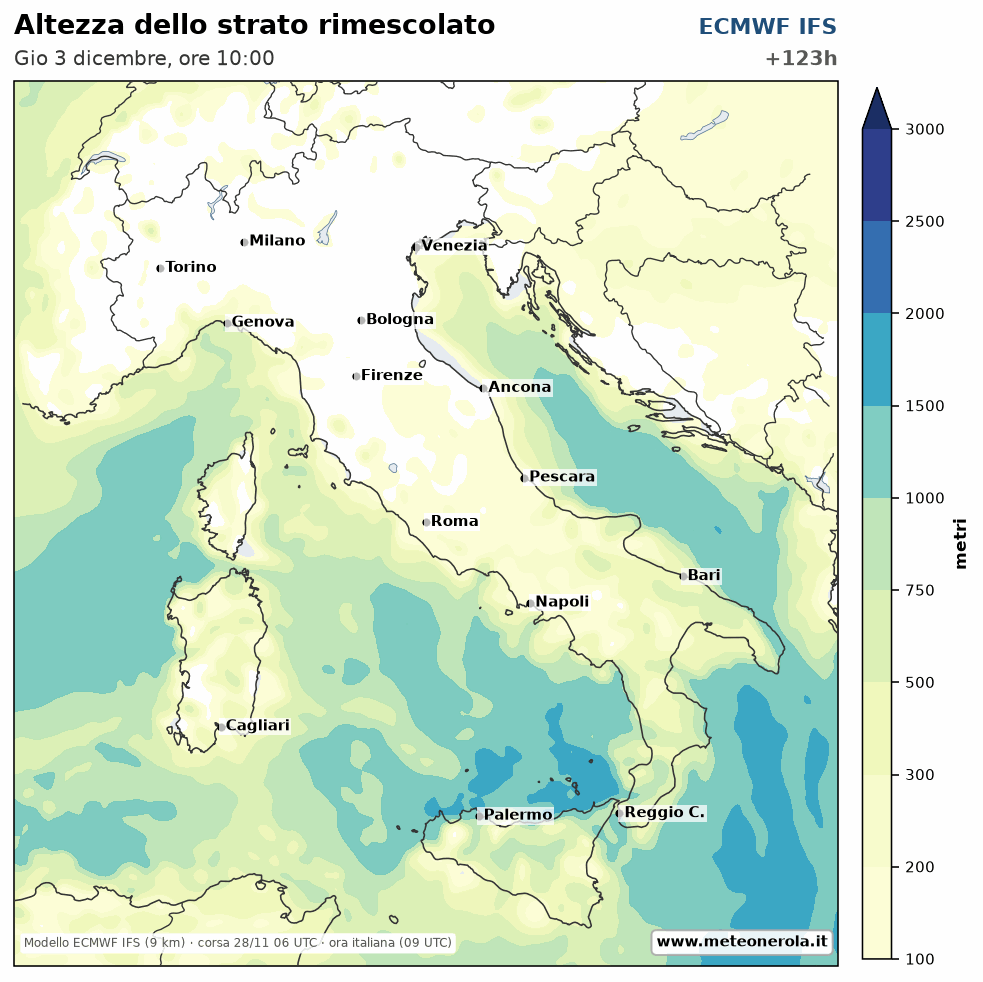 Altezza dello strato rimescolato
ECMWF IFS
Gio 3 dicembre, ore 10:00
+123h
3000
2500
2000
1500
1000
750
500
300
200
100
metri
Milano
Venezia
Torino
Genova
Bologna
Firenze
Ancona
Pescara
Roma
Bari
Napoli
Cagliari
Palermo
Reggio C.
Modello ECMWF IFS (9 km) · corsa 28/11 06 UTC · ora italiana (09 UTC)
www.meteonerola.it